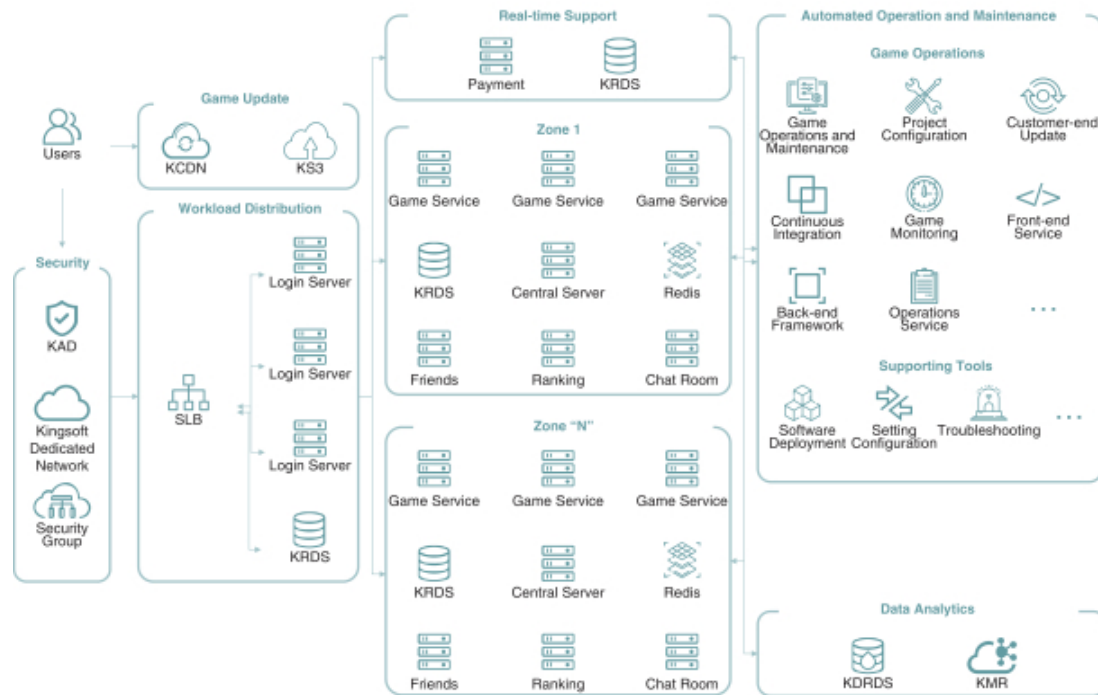 Users
Game Update
KCDN
KS3
Security
KAD
Kingsoft
Dedicated
Network
Security
Group
Workload Distribution
SLB
Login Server
Login Server
Login Server
KRDS
Real-time Support
Payment
KRDS
Zone 1
Game Service
Game Service
Game Service
KRDS
Central Server
Redis
Friends
Ranking
Chat Room
Zone “N”
Game Service
Game Service
Game Service
KRDS
Central Server
Redis
Friends
Ranking
Chat Room
Automated Operation and Maintenance
Game Operations
Game
Operations and
Maintenance
Project
Configuration
Customer-end
Update
Continuous
Integration
Game
Monitoring
</>
Front-end
Service
Back-end
Framework
Operations
Service
...
Supporting Tools
Software
Deployment
Setting
Configuration
Troubleshooting
...
Data Analytics
KDRDS
KMR